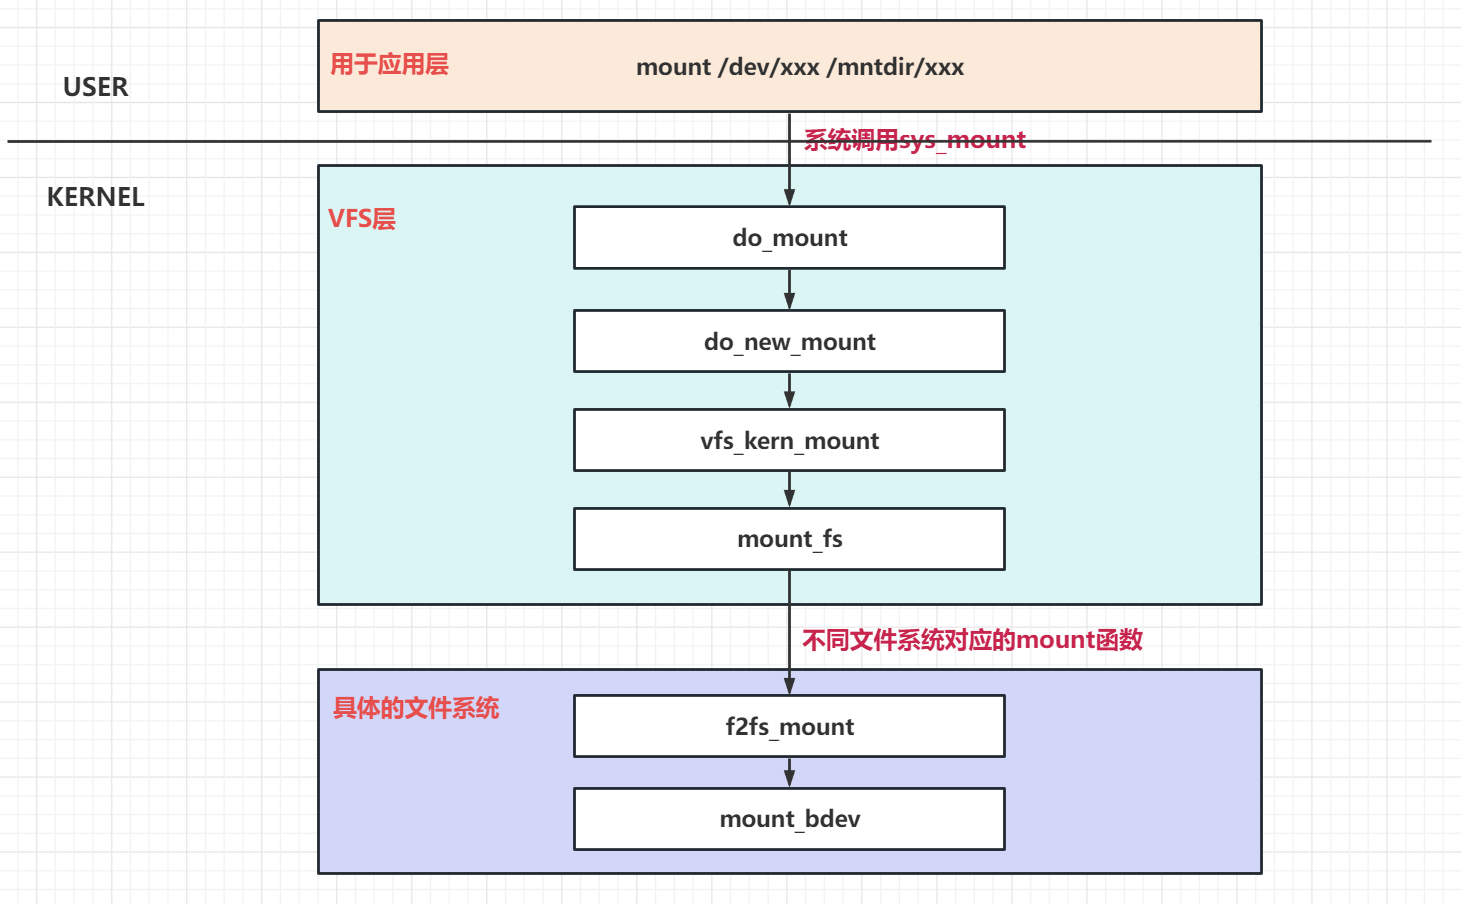 用于应用层
mount /dev/xxx /mntdir/xxx
USER
系统调用sys_mount
KERNEL
VFS层
do_mount
do_new_mount
vfs_kern_mount
mount_fs
不同文件系统对应的mount函数
具体的文件系统
f2fs_mount
mount_bdev